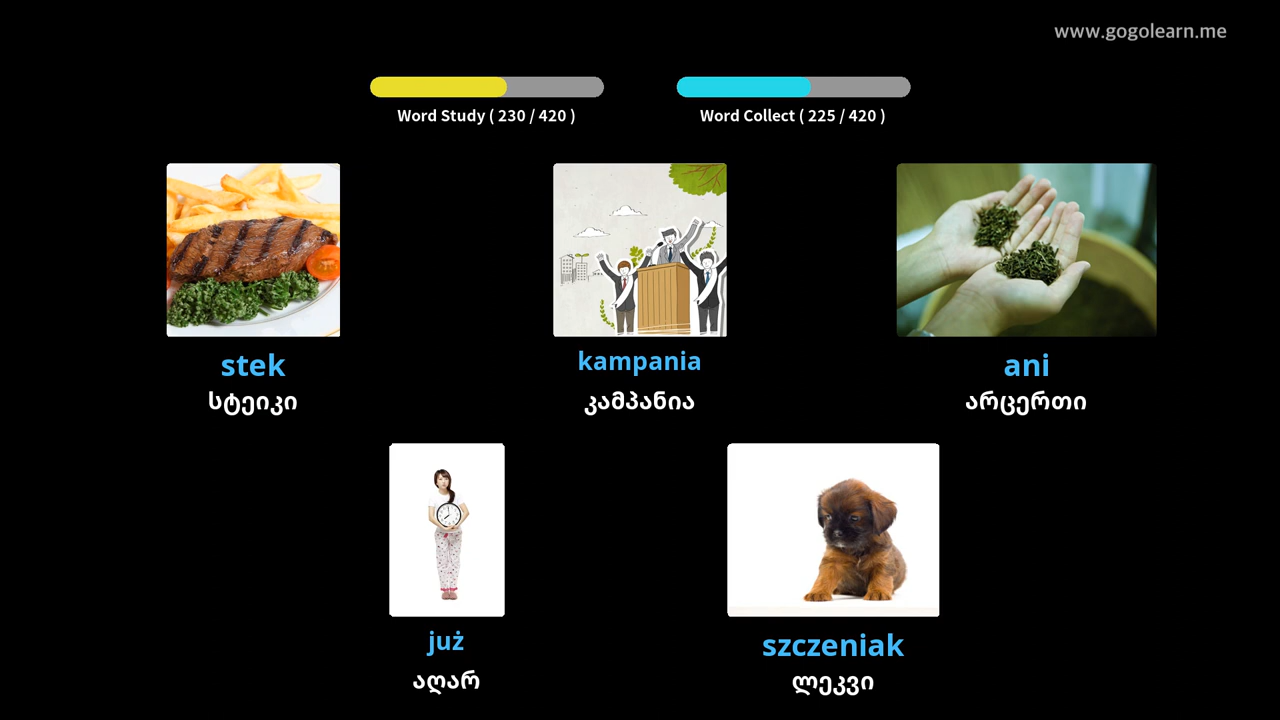 www.gogolearn.me
Word Study ( 230 / 420 )
Word Collect ( 225 / 420 )
stek
სტეიკი
kampania
კამპანია
ani
არცერთი
już
აღარ
szczeniak
ლეკვი